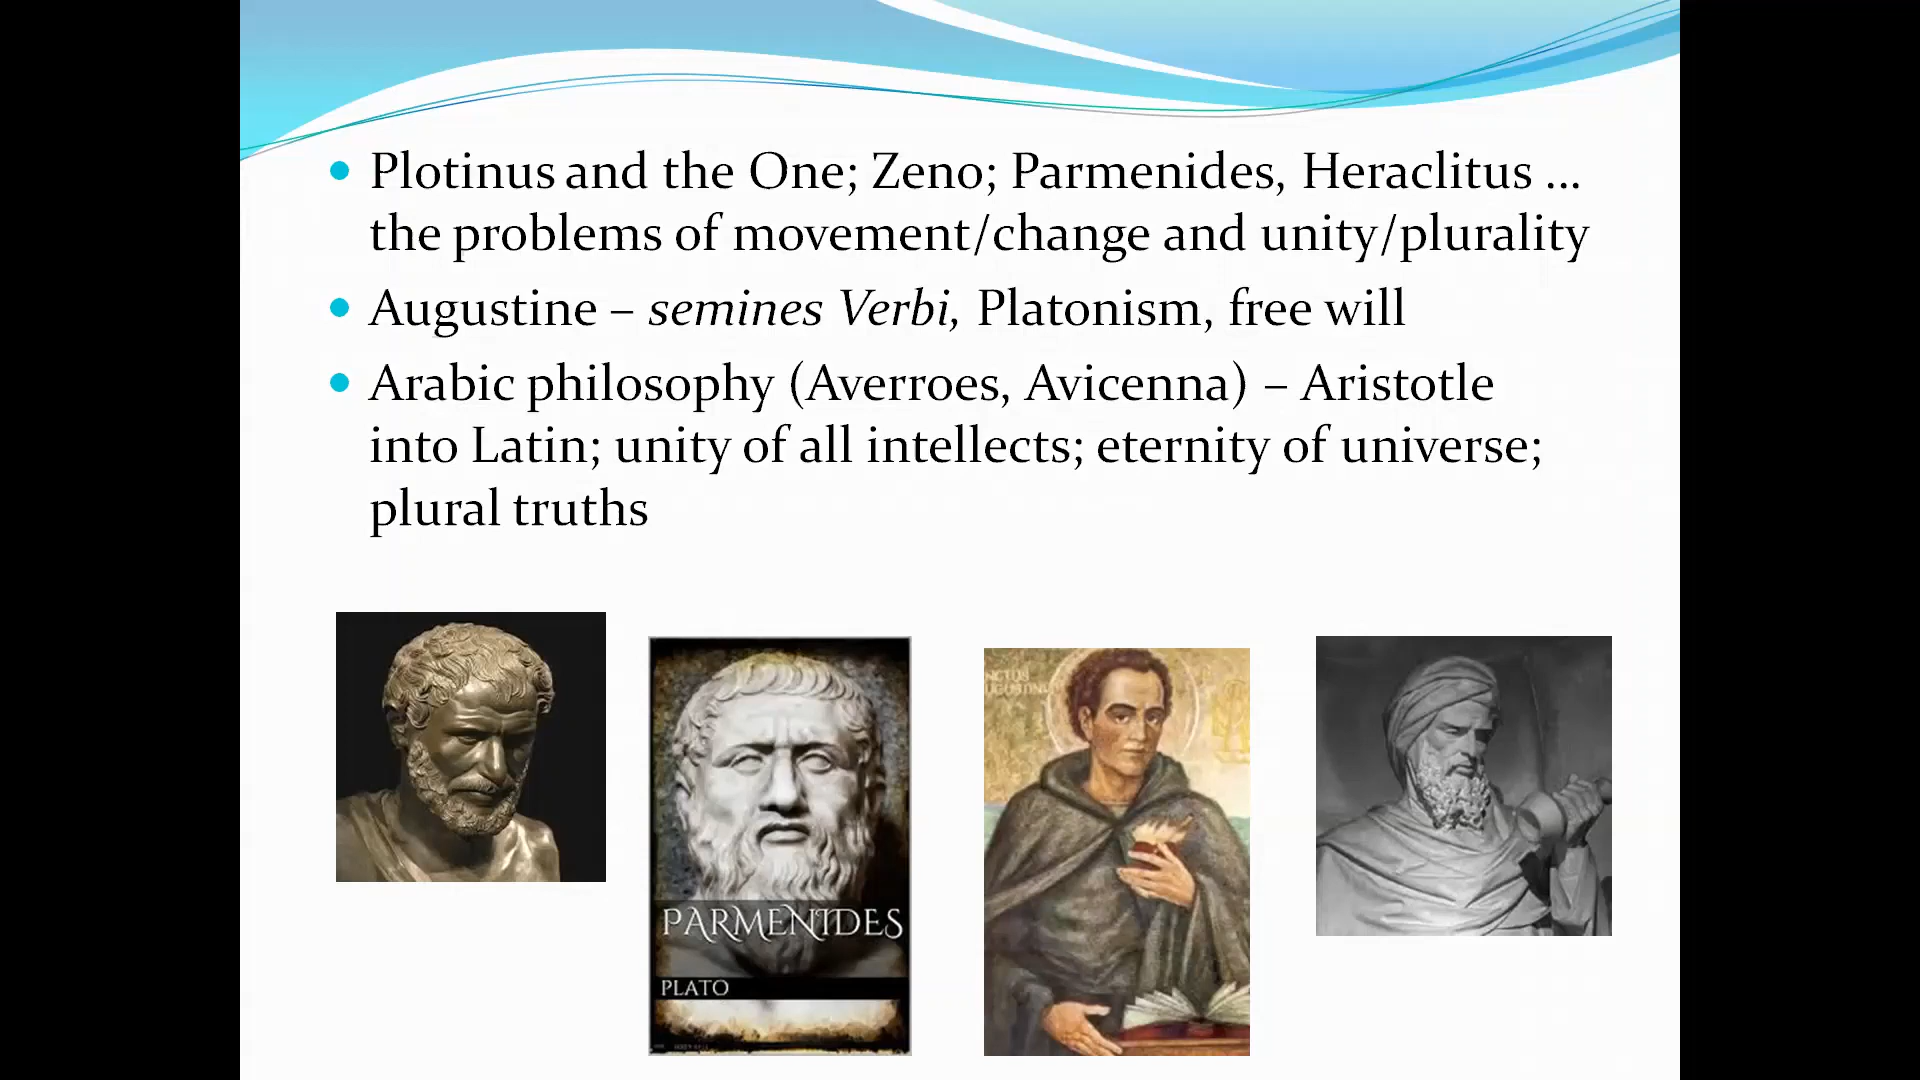 Plotinus and the One; Zeno; Parmenides, Heraclitus ...
the problems of movement/change and unity/plurality
Augustine – semines Verbi, Platonism, free will
Arabic philosophy (Averroes, Avicenna) – Aristotle
into Latin; unity of all intellects; eternity of universe;
plural truths
PARMENIDES
PLATO